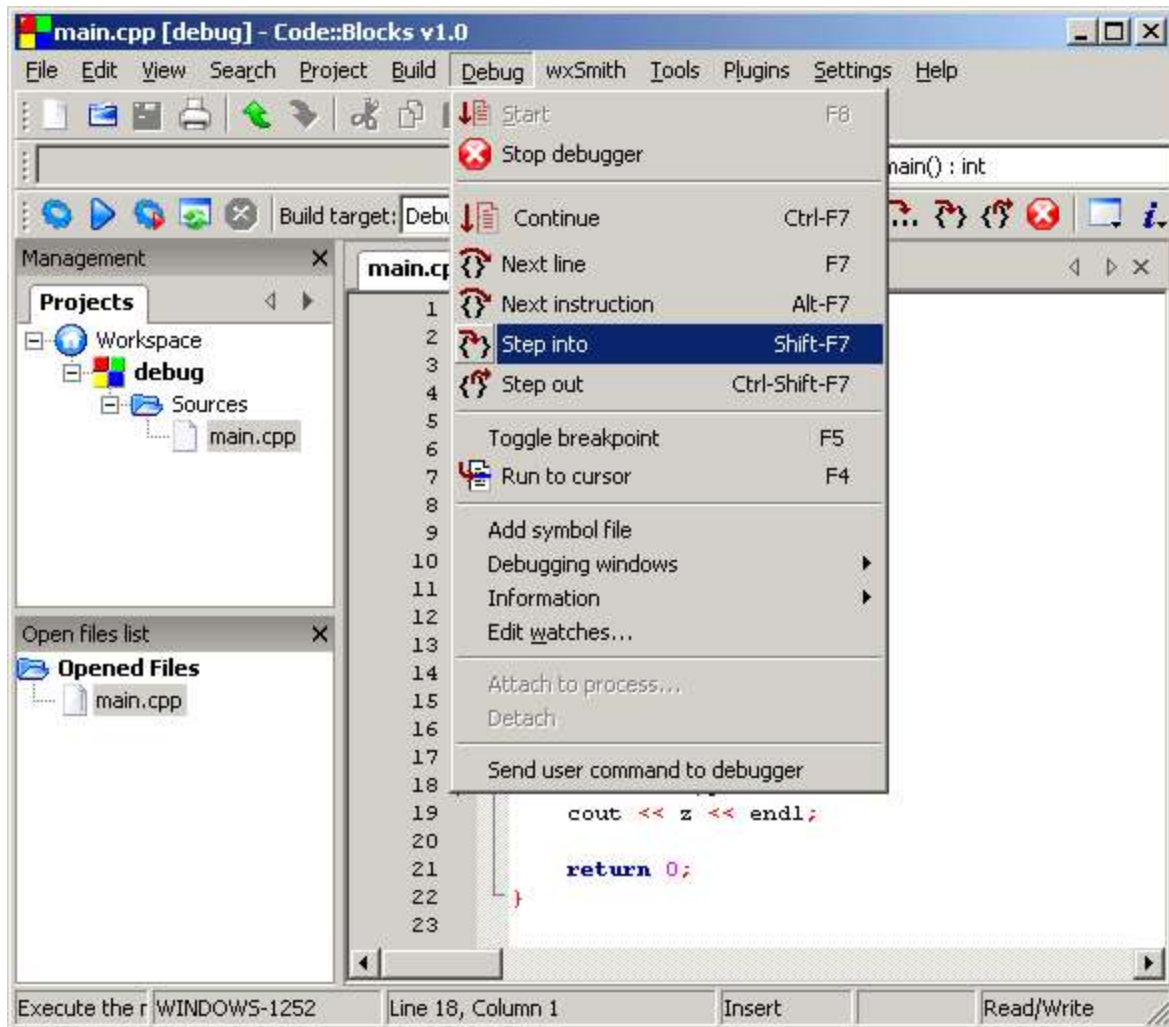 main.cpp [debug] - Code::Blocks v1.0
File Edit View Search Project Build Debug wxSmith Tools Plugins Settings Help
Start F8
Stop debugger
main() : int
Build target: Debu
Continue Ctrl-F7
Management
main.cp
Next line F7
Projects
Next instruction Alt-F7
Workspace
Step into Shift-F7
debug
Step out Ctrl-Shift-F7
Sources
main.cpp
Toggle breakpoint F5
Run to cursor F4
Add symbol file
Debugging windows
Information
Edit watches...
Attach to process...
Detach
Send user command to debugger
Open files list
Opened Files
main.cpp
1
2
3
4
5
6
7
8
9
10
11
12
13
14
15
16
17
18
19 cout << z << endl;
20
21 return 0;
22 }
23
Execute the r WINDOWS-1252 Line 18, Column 1 Insert Read/Write